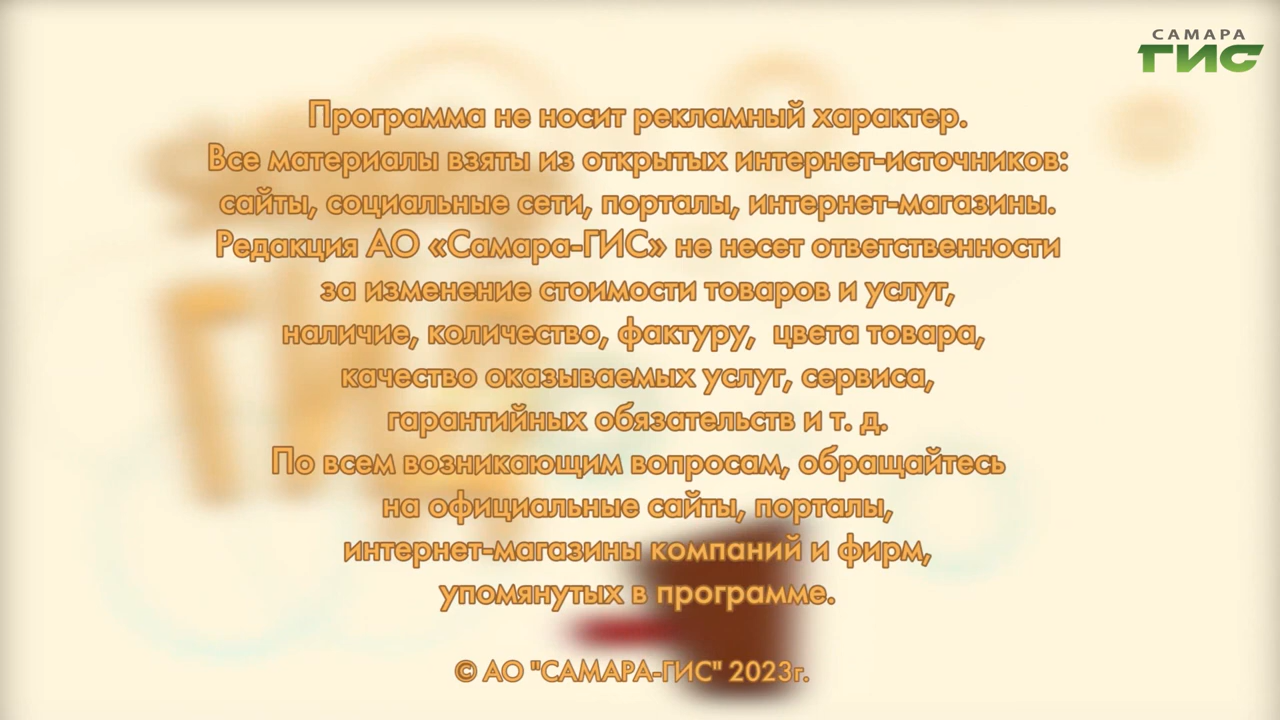 САМАРА
ГИС
Программа не носит рекламный характер.
Все материалы взяты из открытых интернет-источников:
сайты, социальные сети, порталы, интернет-магазины.
Редакция АО «Самара-ГИС» не несет ответственности
за изменение стоимости товаров и услуг,
наличие, количество, фактуру, цвета товара,
качество оказываемых услуг, сервиса,
гарантийных обязательств и т. д.
По всем возникающим вопросам, обращайтесь
на официальные сайты, порталы,
интернет-магазины компаний и фирм,
упомянутых в программе.
© АО "САМАРА-ГИС" 2023г.